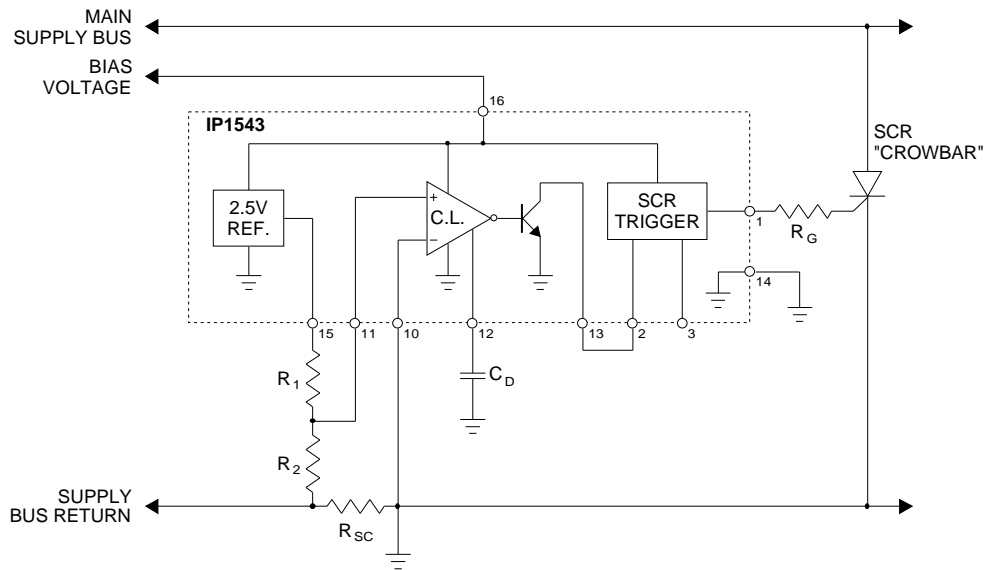 MAIN
SUPPLY BUS
BIAS
VOLTAGE
16
IP1543
SCR
"CROWBAR"
2.5V
REF.
+
C.L.
−
SCR
TRIGGER
1
R G
14
15
11
10
12
13
2
3
R 1
C D
R 2
SUPPLY
BUS RETURN
R SC